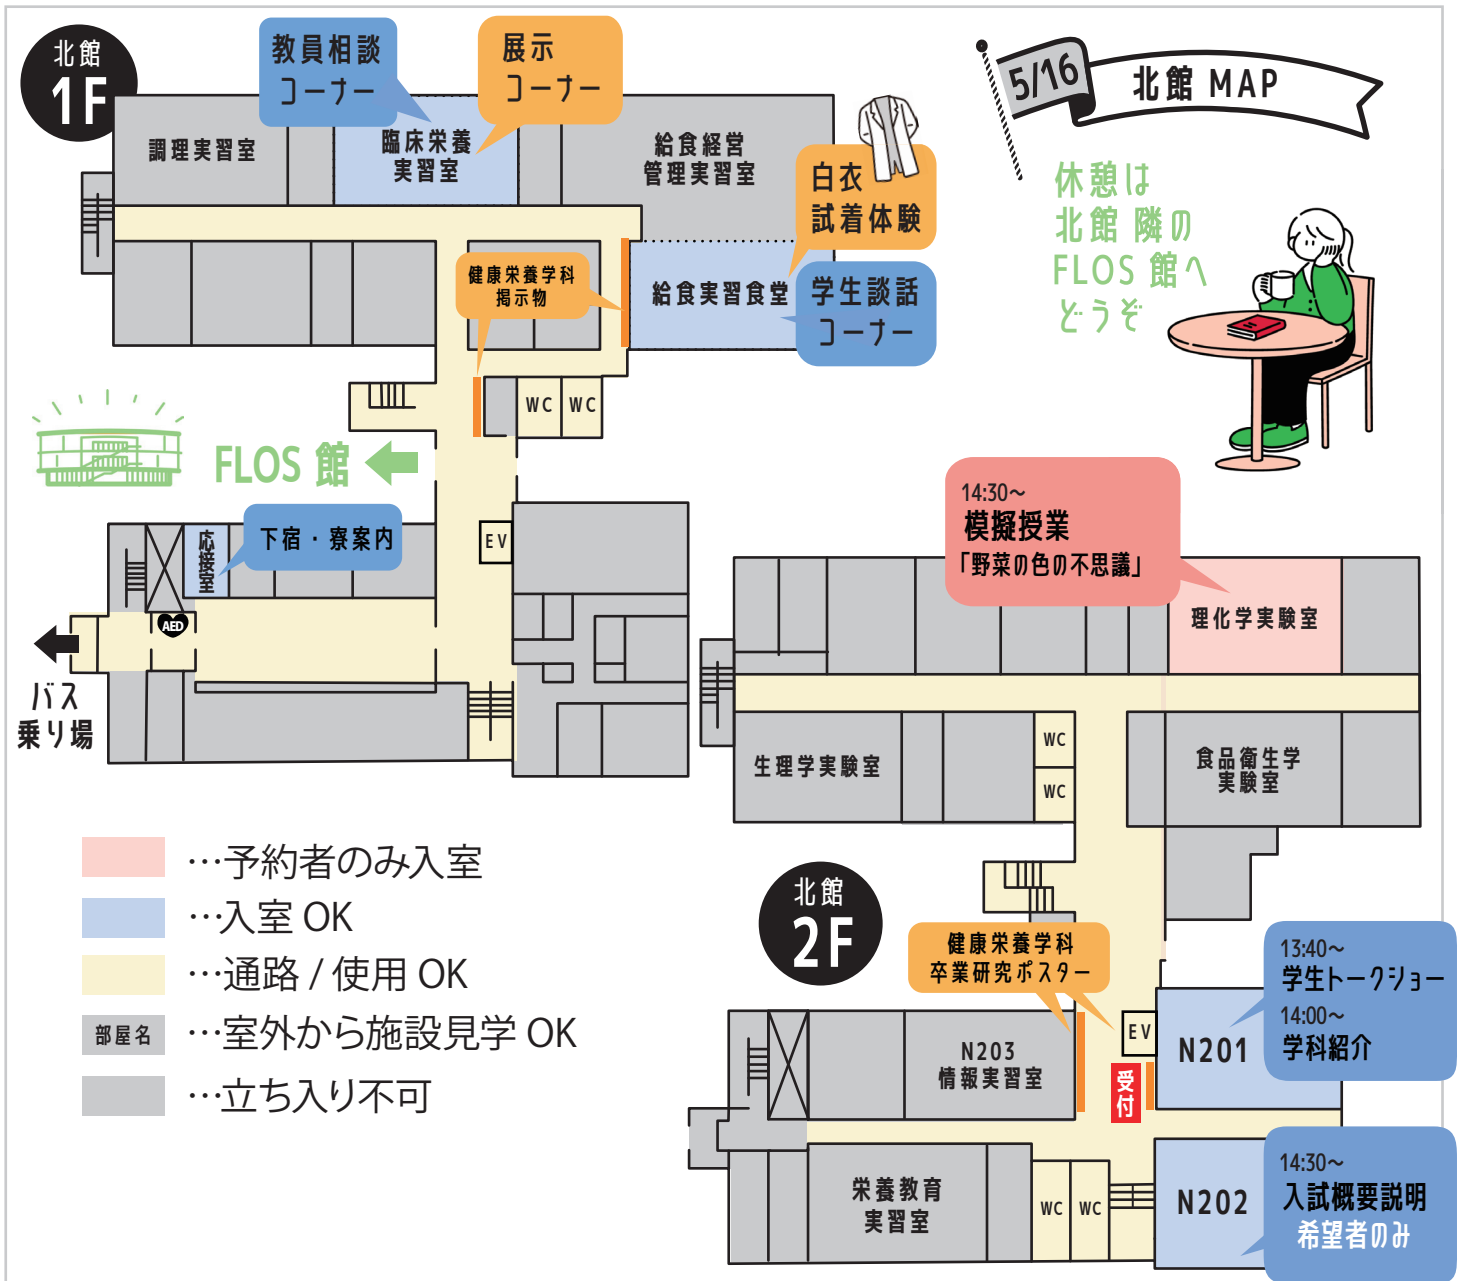 北館
1F
教員相談
コーナー
展示
コーナー
5/16
北館 MAP
調理実習室
臨床栄養
実習室
給食経営
管理実習室
白衣
試着体験
休憩は
北館 隣の
FLOS 館へ
どうぞ
健康栄養学科
掲示物
給食実習食堂
学生談話
コーナー
WC
WC
FLOS 館
応接室
下宿・寮案内
EV
AED
バス
乗り場
14:30～
模擬授業
「野菜の色の不思議」
理化学実験室
生理学実験室
WC
WC
食品衛生学
実験室
…予約者のみ入室
…入室 OK
…通路 / 使用 OK
部屋名
…室外から施設見学 OK
…立ち入り不可
北館
2F
健康栄養学科
卒業研究ポスター
13:40～
学生トークショー
14:00～
学科紹介
EV
N201
N203
情報実習室
受付
栄養教育
実習室
WC
WC
N202
14:30～
入試概要説明
希望者のみ